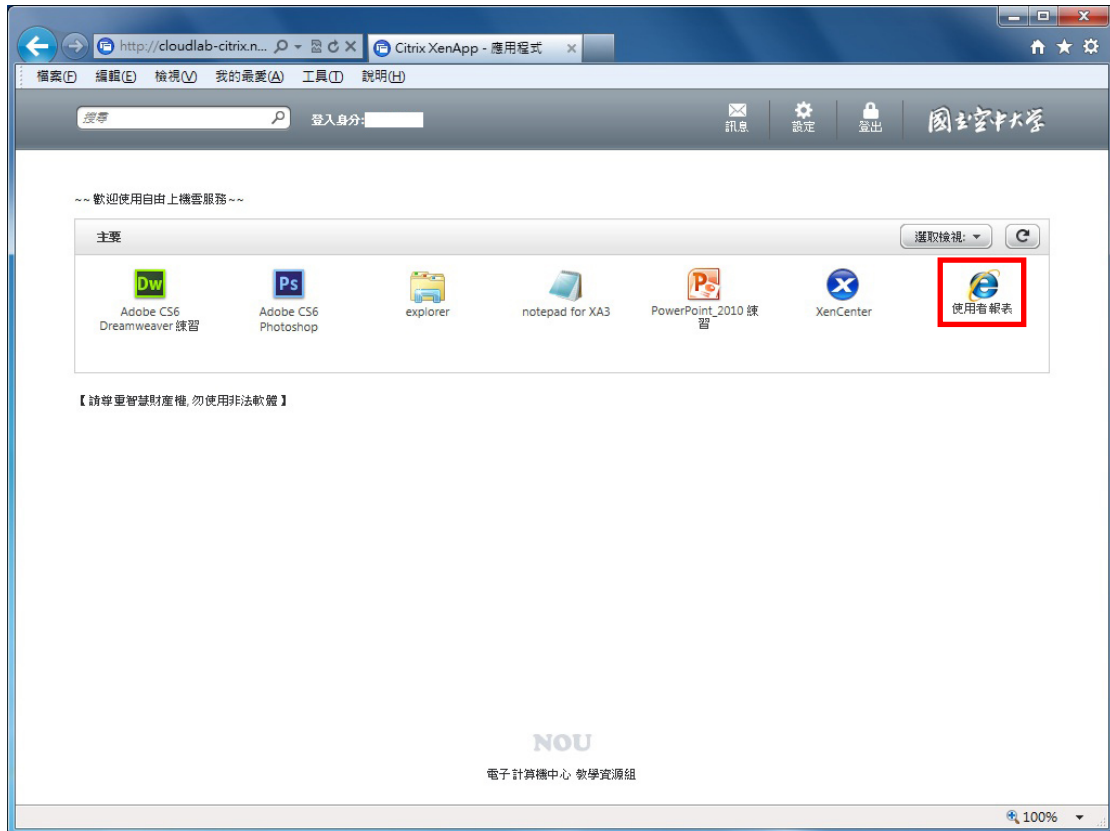 http://cloudlab-citrix.n...
Citrix XenApp - 應用程式
檔案(F) 編輯(E) 檢視(V) 我的最愛(A) 工具(T) 說明(H)
搜尋
登入身分:
訊息
設定
登出
國立空中大學
~~ 歡迎使用自由上機雲服務~~
主要
選取檢視:
Dw
Adobe CS6
Dreamweaver 練習
Ps
Adobe CS6
Photoshop
explorer
notepad for XA3
PowerPoint_2010 練
習
XenCenter
使用者報表
【 請尊重智慧財產權, 勿使用非法軟體 】
NOU
電子計算機中心 教學資源組
100%